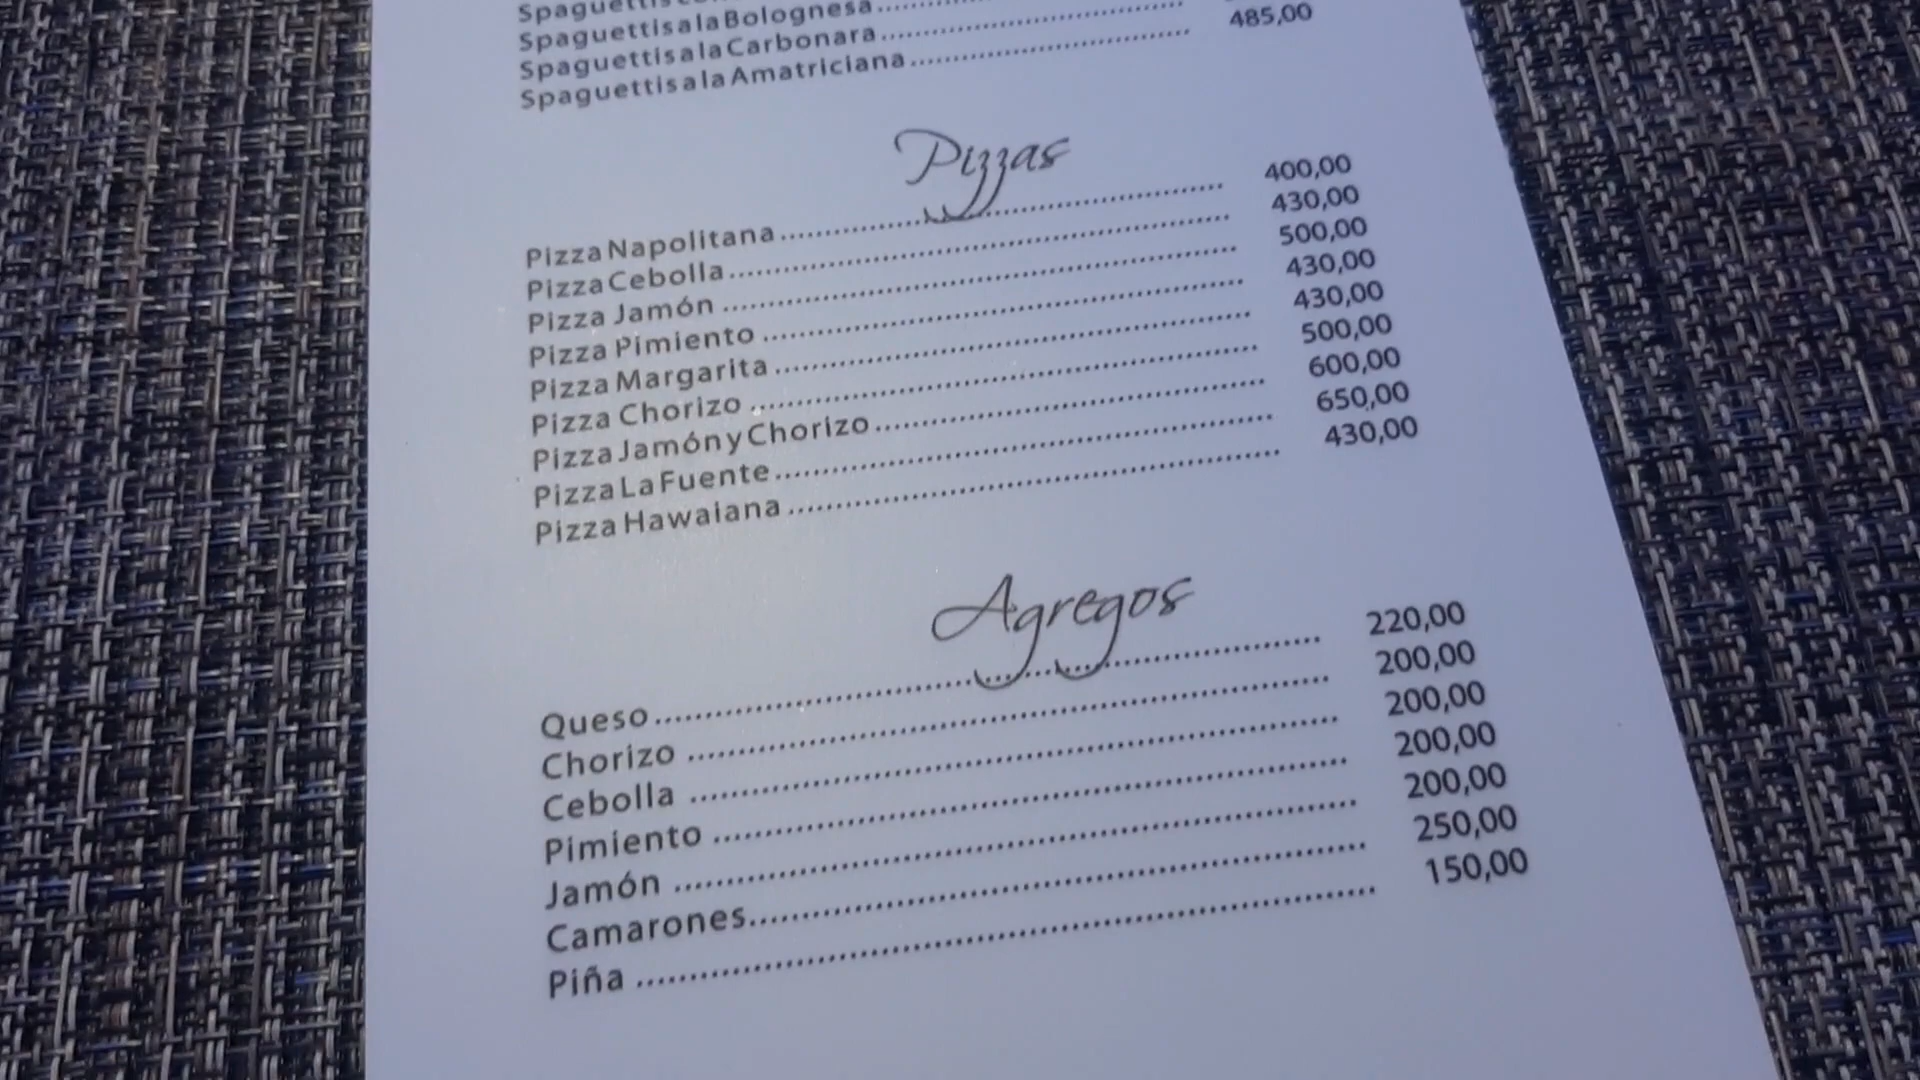 Spaguettis a la Bolognesa
Spaguettis a la Carbonara
Spaguettis a la Amatriciana 485,00
Pizzas
Pizza Napolitana 400,00
Pizza Cebolla 430,00
Pizza Jamón 500,00
Pizza Pimiento 430,00
Pizza Margarita 430,00
Pizza Chorizo 500,00
Pizza Jamón y Chorizo 600,00
Pizza La Fuente 650,00
Pizza Hawaiana 430,00
Agregos
Queso 220,00
Chorizo 200,00
Cebolla 200,00
Pimiento 200,00
Jamón 200,00
Camarones 250,00
Piña 150,00